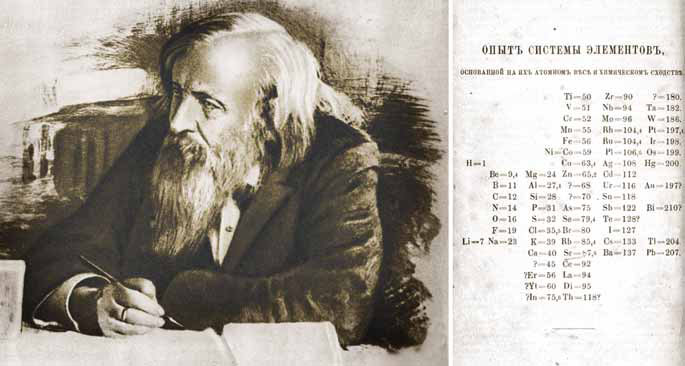 ОПЫТЪ СИСТЕМЫ ЭЛЕМЕНТОВЪ,
ОСНОВАННОЙ НА ИХЪ АТОМНОМЪ ВѢСѢ И ХИМИЧЕСКОМЪ СХОДСТВѢ.
Ti=50 Zr=90 ?=180.
V=51 Nb=94 Ta=182.
Cr=52 Mo=96 W=186.
Mn=55 Rh=104,4 Pt=197,4
Fe=56 Ru=104,4 Ir=198.
Ni=Co=59 Pl=106,6 Os=199.
H=1 Cu=63,4 Ag=108 Hg=200.
Be=9,4 Mg=24 Zn=65,2 Cd=112
B=11 Al=27,4 ?=68 Ur=116 Au=197?
C=12 Si=28 ?=70 Sn=118
N=14 P=31 As=75 Sb=122 Bi=210?
O=16 S=32 Se=79,4 Te=128?
F=19 Cl=35,5 Br=80 I=127
Li=7 Na=23 K=39 Rb=85,4 Cs=133 Tl=204.
Ca=40 Sr=87,6 Ba=137 Pb=207.
?=45 Ce=92
?Er=56 La=94
?Yt=60 Di=95
?In=75,6 Th=118?